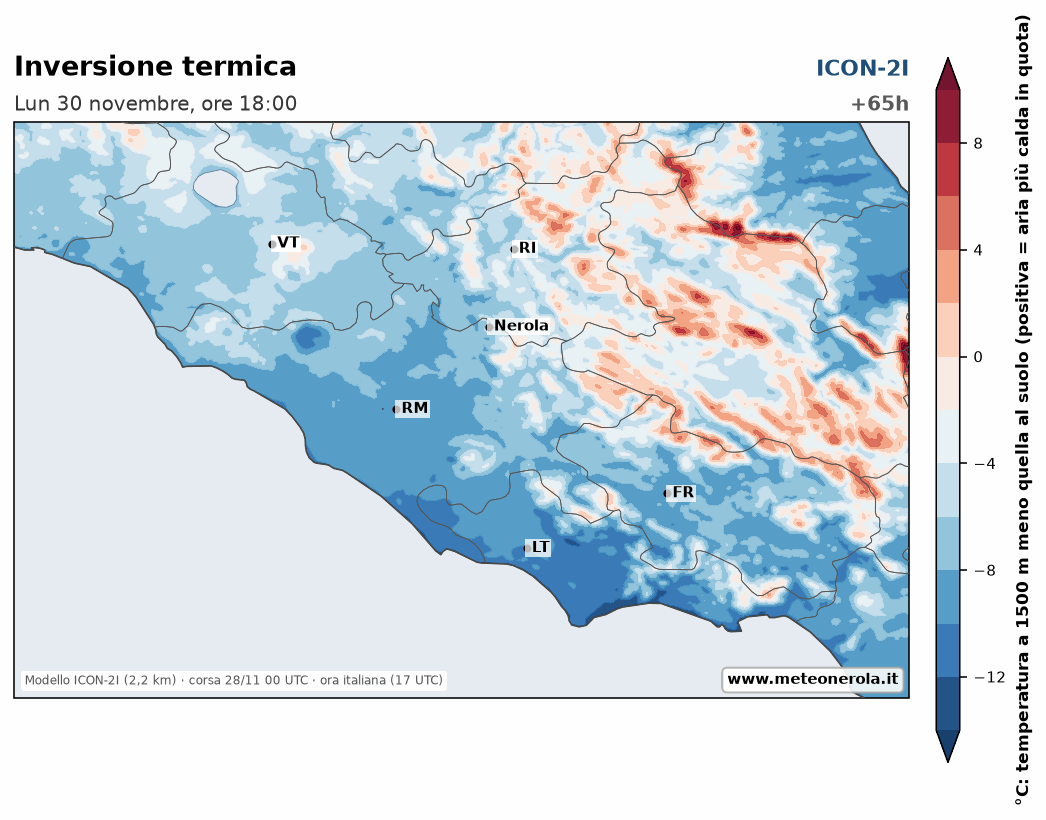 Inversione termica
ICON-2I
Lun 30 novembre, ore 18:00
+65h
VT
RI
Nerola
RM
FR
LT
Modello ICON-2I (2,2 km) · corsa 28/11 00 UTC · ora italiana (17 UTC)
www.meteonerola.it
8
4
0
−4
−8
−12
°C: temperatura a 1500 m meno quella al suolo (positiva = aria più calda in quota)